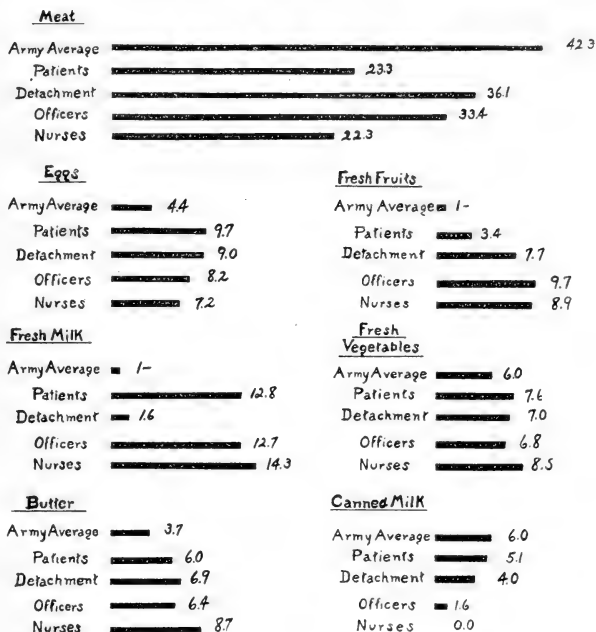 Meat
Army Average 42.3
Patients 23.3
Detachment 36.1
Officers 33.4
Nurses 22.3
Eggs
Army Average 4.4
Patients 9.7
Detachment 9.0
Officers 8.2
Nurses 7.2
Fresh Fruits
Army Average 1-
Patients 3.4
Detachment 7.7
Officers 9.7
Nurses 8.9
Fresh Milk
Army Average 1-
Patients 12.8
Detachment 1.6
Officers 12.7
Nurses 14.3
Fresh
Vegetables
Army Average 6.0
Patients 7.6
Detachment 7.0
Officers 6.8
Nurses 8.5
Butter
Army Average 3.7
Patients 6.0
Detachment 6.9
Officers 6.4
Nurses 8.7
Canned Milk
Army Average 6.0
Patients 5.1
Detachment 4.0
Officers 1.6
Nurses 0.0